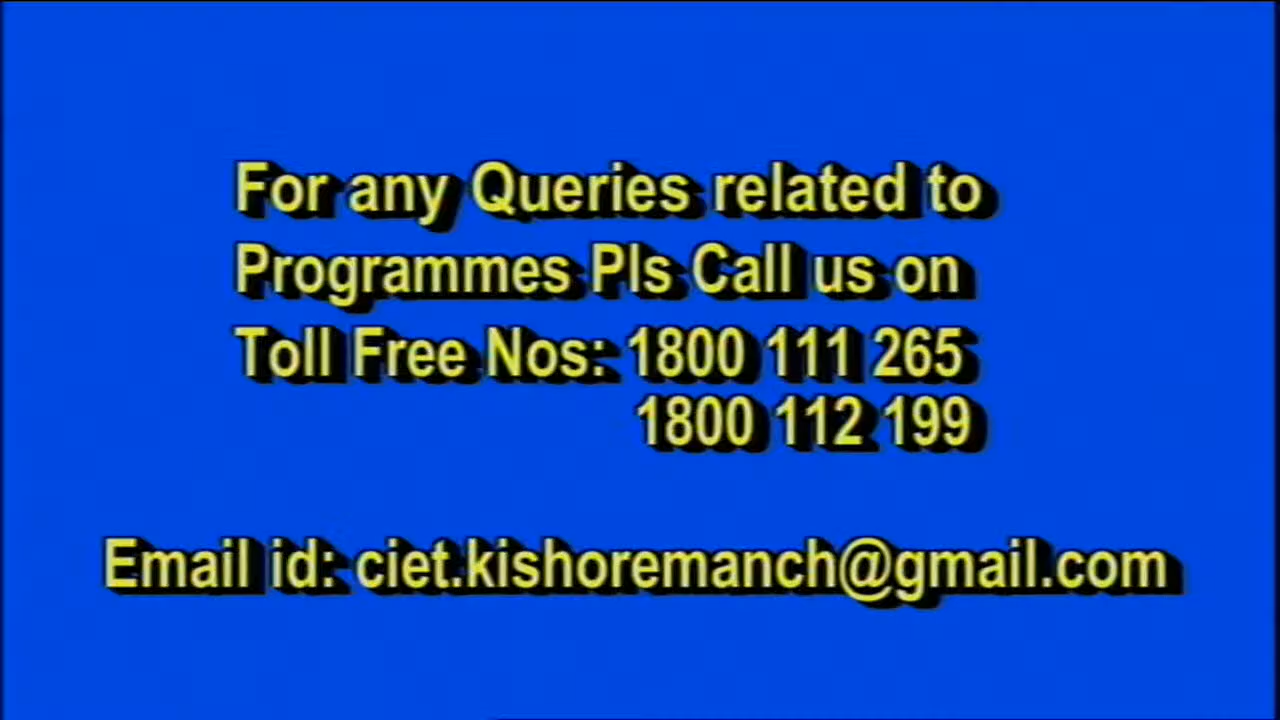 For any Queries related to
Programmes Pls Call us on
Toll Free Nos: 1800 111 265
1800 112 199
Email id: ciet.kishoremanch@gmail.com